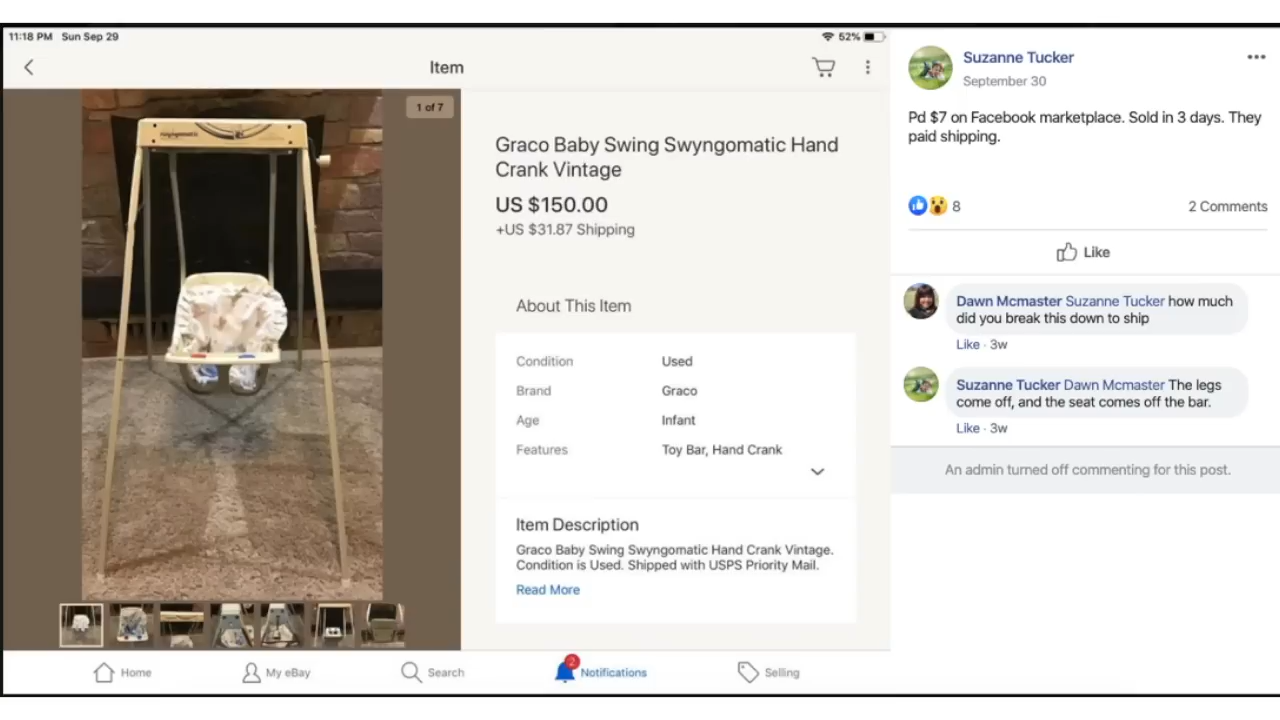 11:18 PM Sun Sep 29
52%
Item
1 of 7
Graco Baby Swing Swyngomatic Hand
Crank Vintage
US $150.00
+US $31.87 Shipping
About This Item
Condition Used
Brand Graco
Age Infant
Features Toy Bar, Hand Crank
Item Description
Graco Baby Swing Swyngomatic Hand Crank Vintage.
Condition is Used. Shipped with USPS Priority Mail.
Read More
Home
My eBay
Search
2
Notifications
Selling
Suzanne Tucker
September 30
Pd $7 on Facebook marketplace. Sold in 3 days. They
paid shipping.
8
2 Comments
Like
Dawn Mcmaster Suzanne Tucker how much
did you break this down to ship
Like · 3w
Suzanne Tucker Dawn Mcmaster The legs
come off, and the seat comes off the bar.
Like · 3w
An admin turned off commenting for this post.